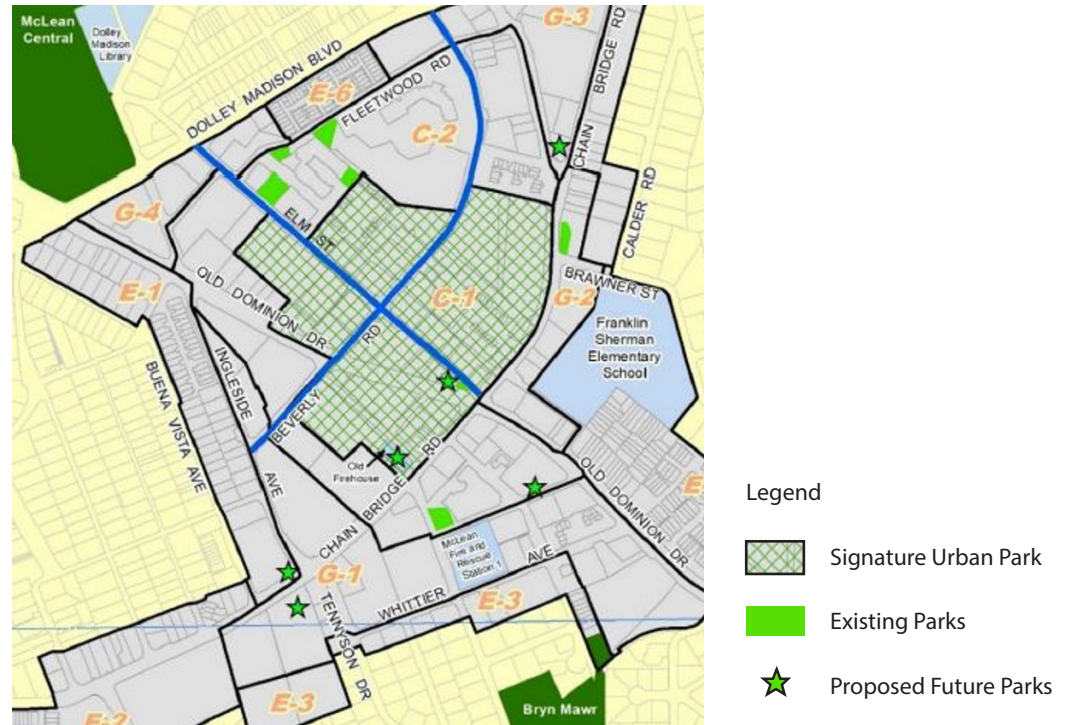 McLean
Central
Dolley
Madison
Library
DOLLEY MADISON BLVD
E-6
FLEETWOOD RD
C-2
G-3
CHAIN BRIDGE RD
CALDER RD
G-4
ELM ST
E-1
OLD DOMINION DR
C-1
BRAWNER ST
G-2
Franklin
Sherman
Elementary
School
BUENA VISTA AVE
INGLESIDE AVE
BEVERLY RD
Old
Firehouse
CHAIN BRIDGE RD
OLD DOMINION DR
E
McLean
Fire and
Rescue
Station 1
G-1
WHITTIER AVE
TENNYSON DR
E-3
E-3
E-2
Bryn Mawr
Legend
Signature Urban Park
Existing Parks
Proposed Future Parks